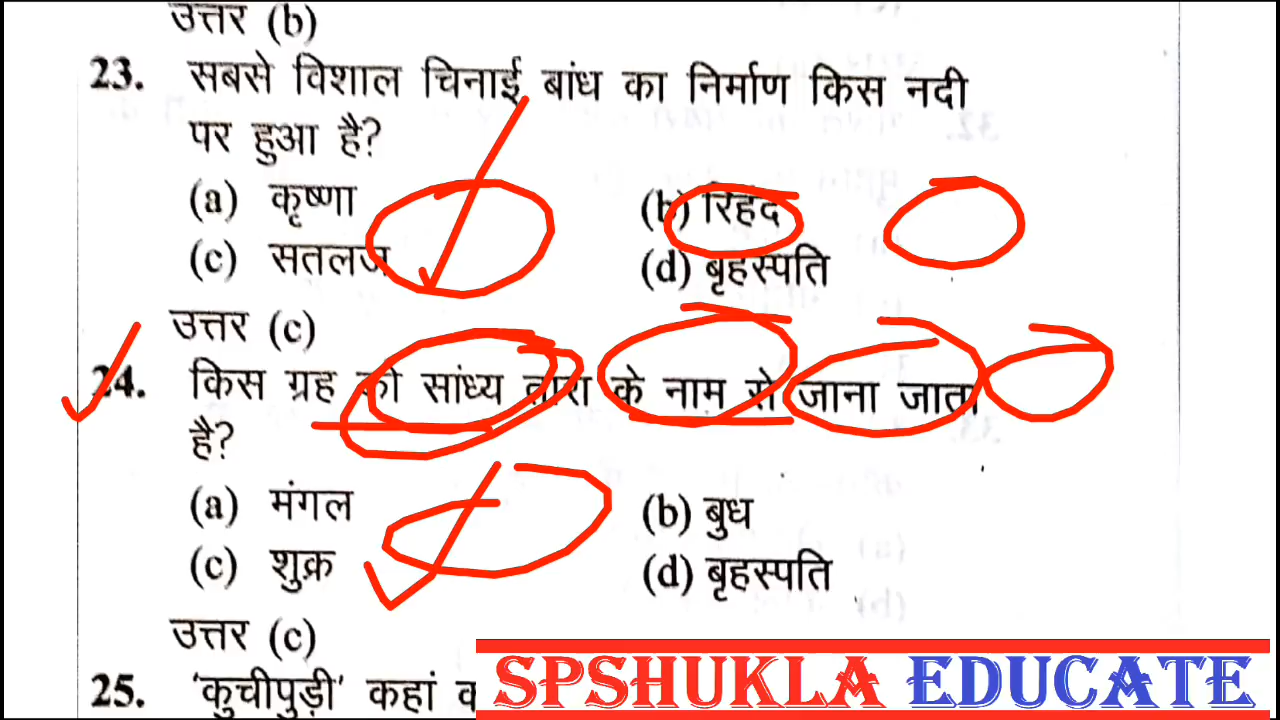 उत्तर (b)
23. सबसे विशाल चिनाई बांध का निर्माण किस नदी
पर हुआ है?
(a) कृष्णा (b) रिहंद
(c) सतलज (d) बृहस्पति
उत्तर (c)
24. किस ग्रह को सांध्य तारा के नाम से जाना जाता
है?
(a) मंगल (b) बुध
(c) शुक्र (d) बृहस्पति
उत्तर (c)
25. 'कुचीपुड़ी' कहां
SPSHUKLA EDUCATE